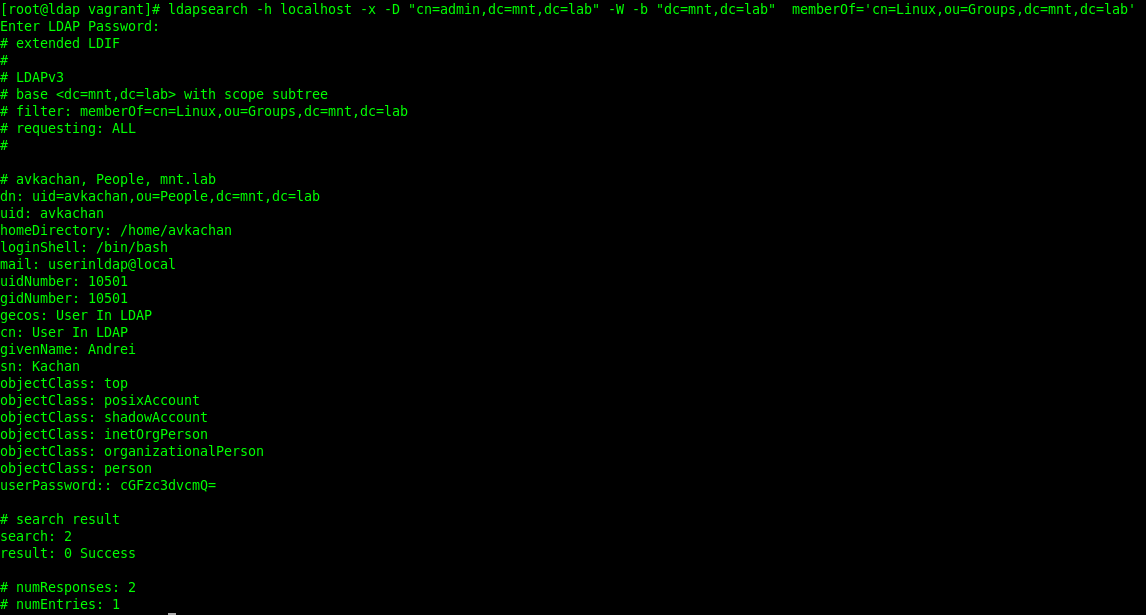 [root@ldap vagrant]# ldapsearch -h localhost -x -D "cn=admin,dc=mnt,dc=lab" -W -b "dc=mnt,dc=lab"  memberOf='cn=Linux,ou=Groups,dc=mnt,dc=lab'
Enter LDAP Password:
# extended LDIF
#
# LDAPv3
# base <dc=mnt,dc=lab> with scope subtree
# filter: memberOf=cn=Linux,ou=Groups,dc=mnt,dc=lab
# requesting: ALL
#

# avkachan, People, mnt.lab
dn: uid=avkachan,ou=People,dc=mnt,dc=lab
uid: avkachan
homeDirectory: /home/avkachan
loginShell: /bin/bash
mail: userinldap@local
uidNumber: 10501
gidNumber: 10501
gecos: User In LDAP
cn: User In LDAP
givenName: Andrei
sn: Kachan
objectClass: top
objectClass: posixAccount
objectClass: shadowAccount
objectClass: inetOrgPerson
objectClass: organizationalPerson
objectClass: person
userPassword:: cGFzc3dvcmQ=

# search result
search: 2
result: 0 Success

# numResponses: 2
# numEntries: 1